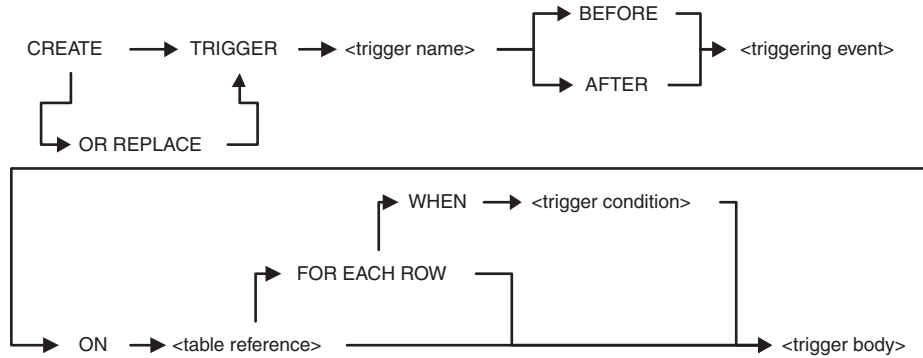 BEFORE
CREATE TRIGGER <trigger name> <triggering event>
AFTER
OR REPLACE
WHEN <trigger condition>
FOR EACH ROW
ON <table reference> <trigger body>